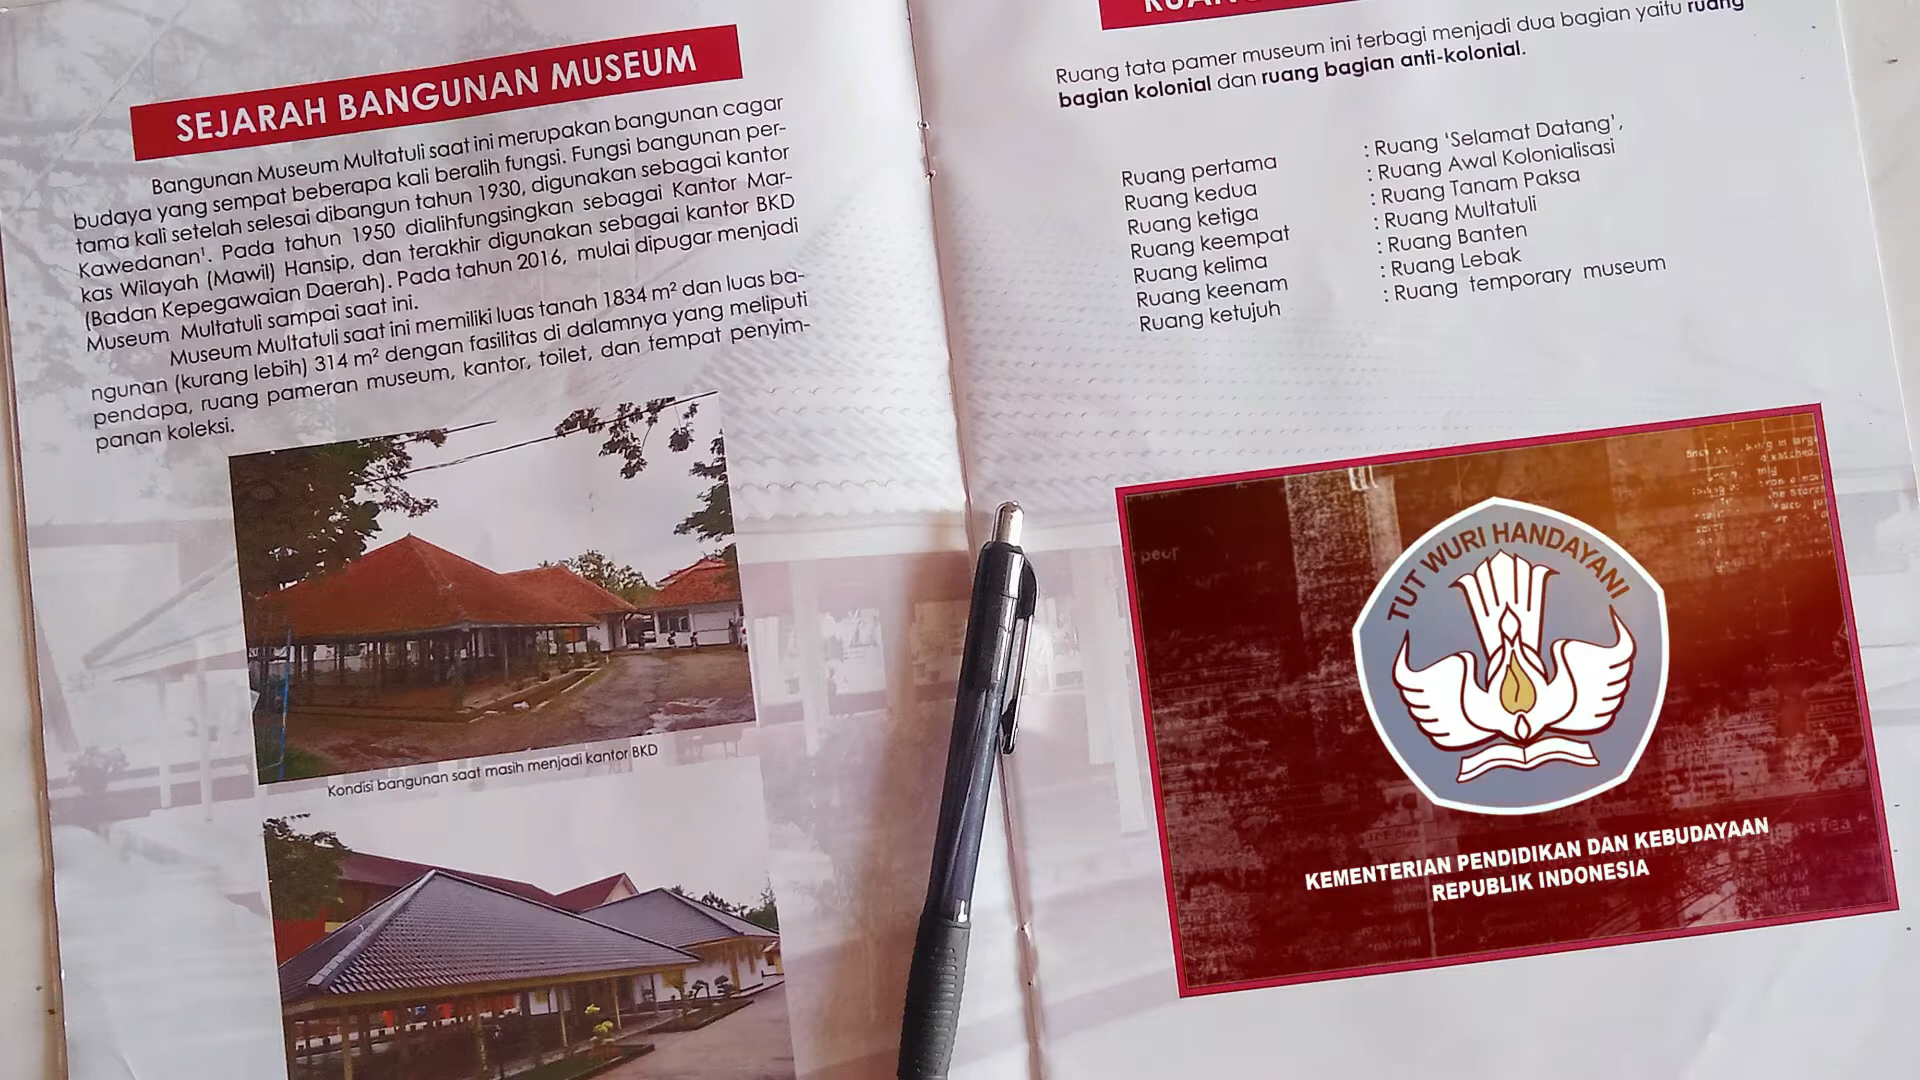 SEJARAH BANGUNAN MUSEUM
Bangunan Museum Multatuli saat ini merupakan bangunan cagar
budaya yang sempat beberapa kali beralih fungsi. Fungsi bangunan per-
tama kali setelah selesai dibangun tahun 1930, digunakan sebagai kantor
Kawedanan¹. Pada tahun 1950 dialihfungsingkan sebagai Kantor Mar-
kas Wilayah (Mawil) Hansip, dan terakhir digunakan sebagai kantor BKD
(Badan Kepegawaian Daerah). Pada tahun 2016, mulai dipugar menjadi
Museum Multatuli sampai saat ini.
Museum Multatuli saat ini memiliki luas tanah 1834 m² dan luas ba-
ngunan (kurang lebih) 314 m² dengan fasilitas di dalamnya yang meliputi
pendapa, ruang pameran museum, kantor, toilet, dan tempat penyim-
panan koleksi.
Kondisi bangunan saat masih menjadi kantor BKD
Ruang tata pamer museum ini terbagi menjadi dua bagian yaitu ruang
bagian kolonial dan ruang bagian anti-kolonial.
Ruang pertama : Ruang 'Selamat Datang',
Ruang kedua : Ruang Awal Kolonialisasi
Ruang ketiga : Ruang Tanam Paksa
Ruang keempat : Ruang Multatuli
Ruang kelima : Ruang Banten
Ruang keenam : Ruang Lebak
Ruang ketujuh : Ruang temporary museum
TUT WURI HANDAYANI
KEMENTERIAN PENDIDIKAN DAN KEBUDAYAAN
REPUBLIK INDONESIA